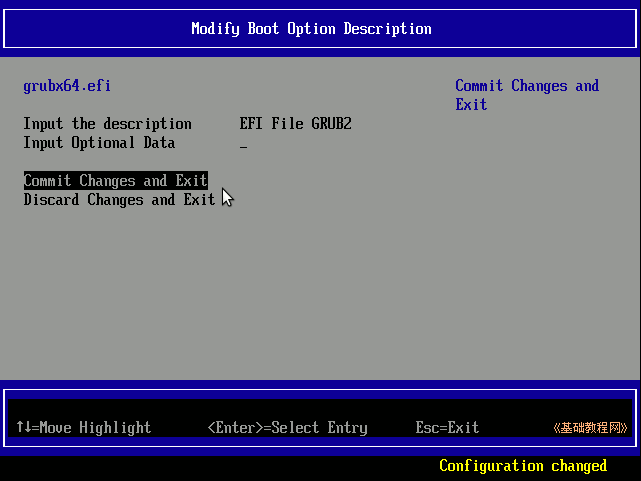 Modify Boot Option Description
grubx64.efi
Commit Changes and
Exit
Input the description EFI File GRUB2
Input Optional Data _
Commit Changes and Exit
Discard Changes and Exit
↑↓=Move Highlight <Enter>=Select Entry Esc=Exit 《基础教程网》
Configuration changed